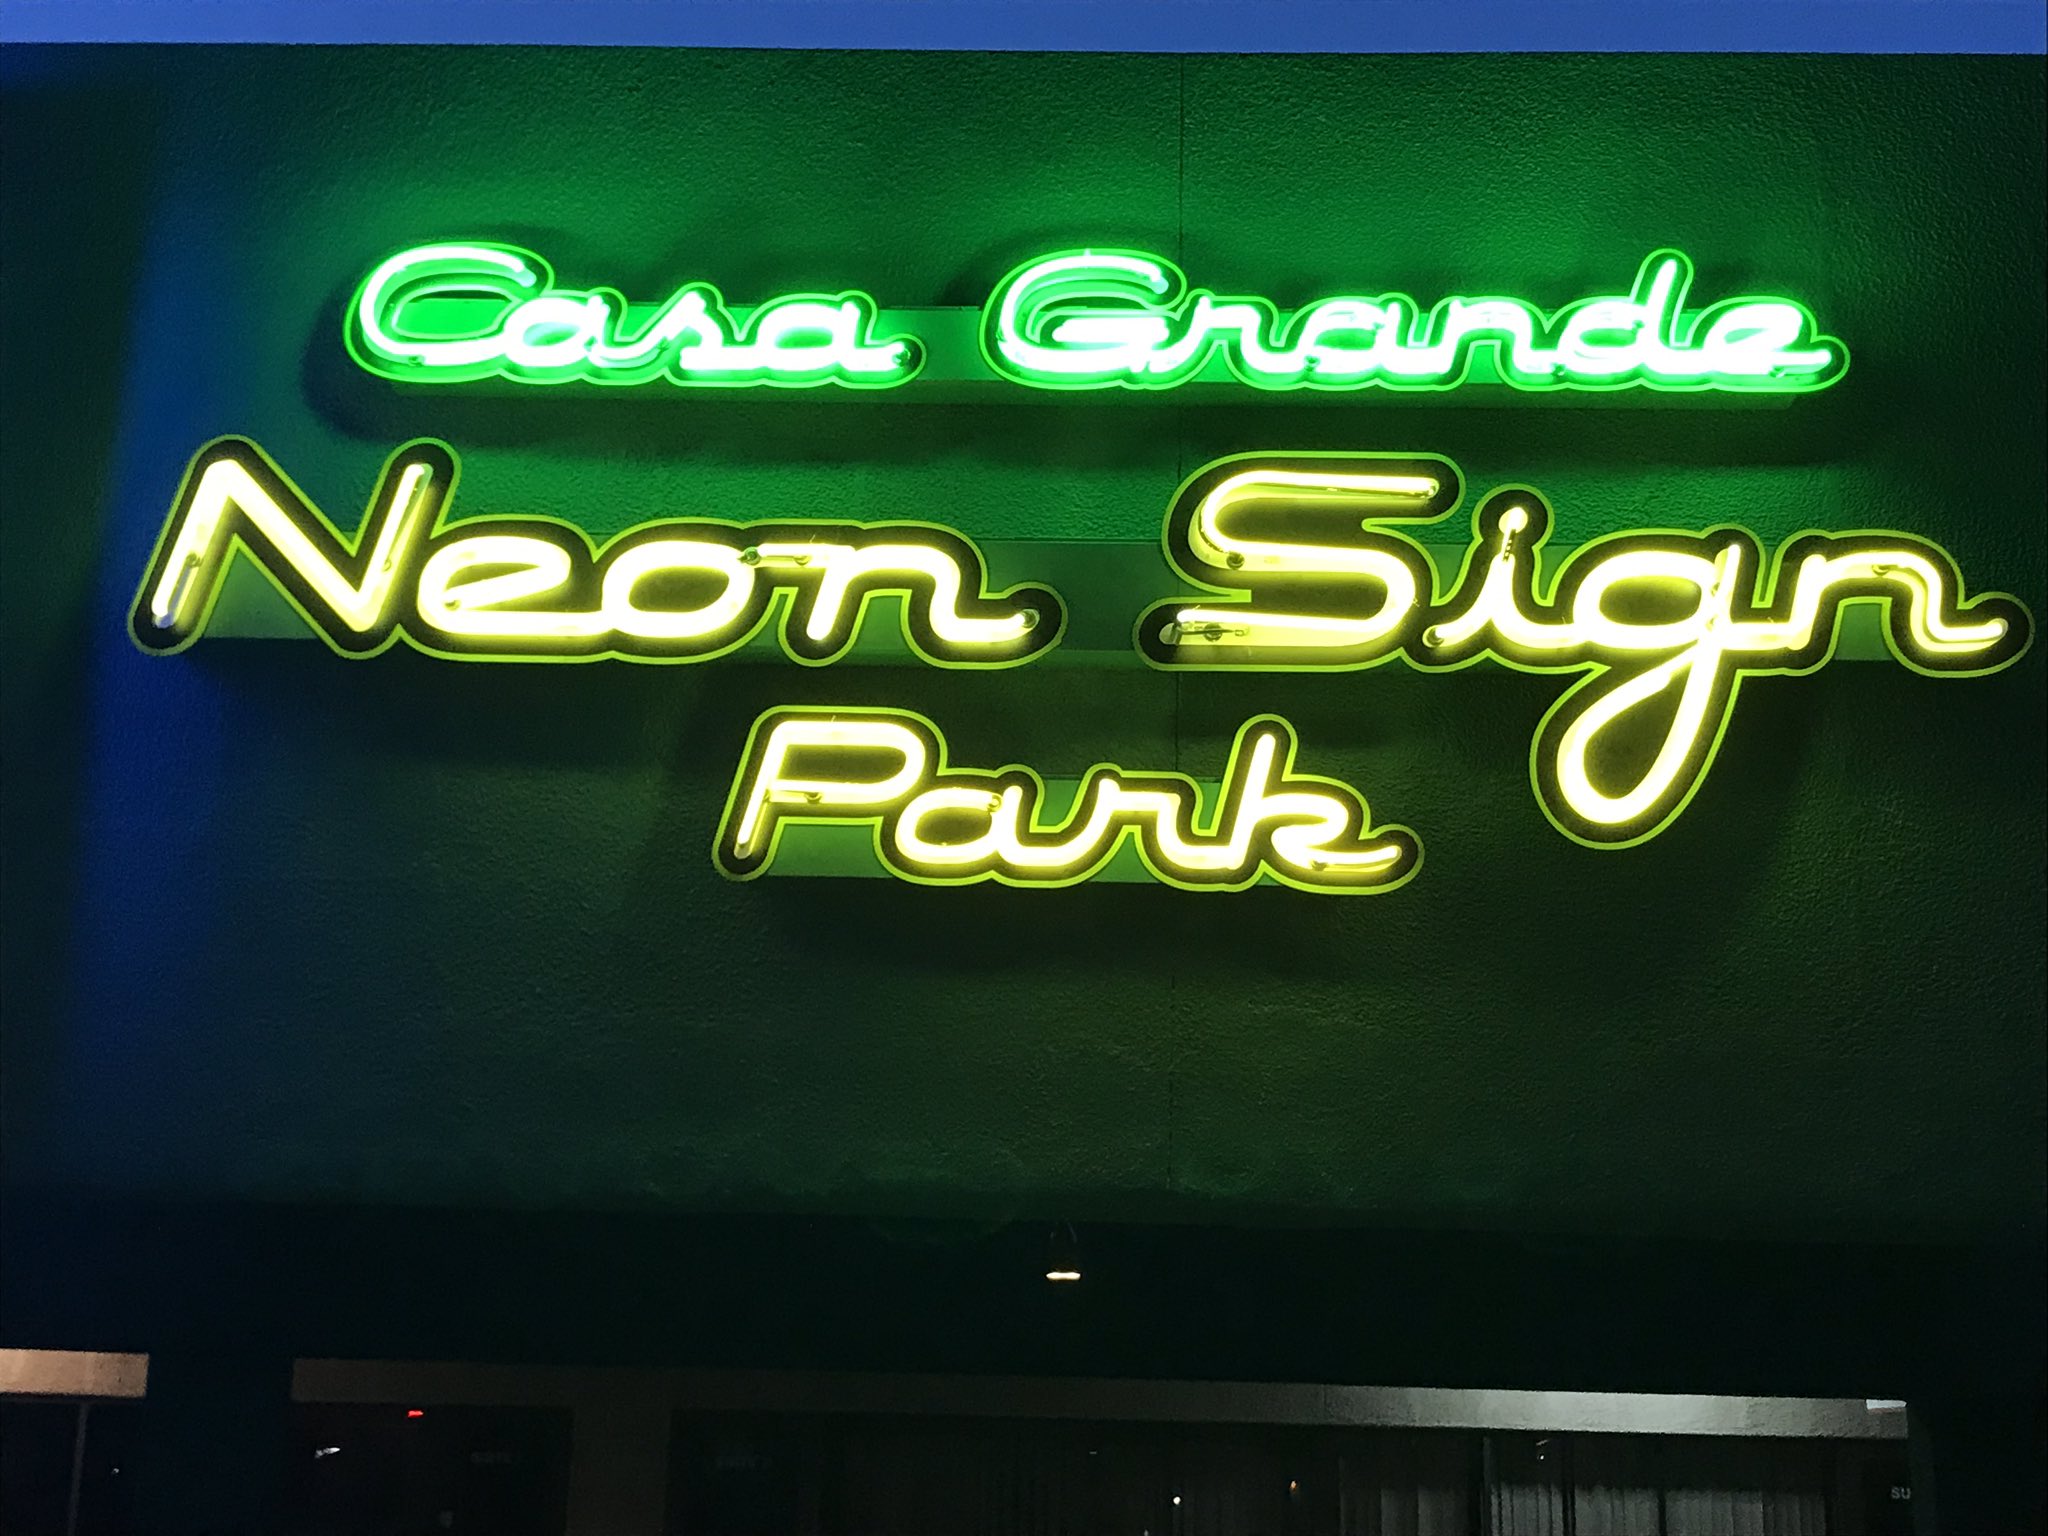 Casa Grande
Neon Sign
Park